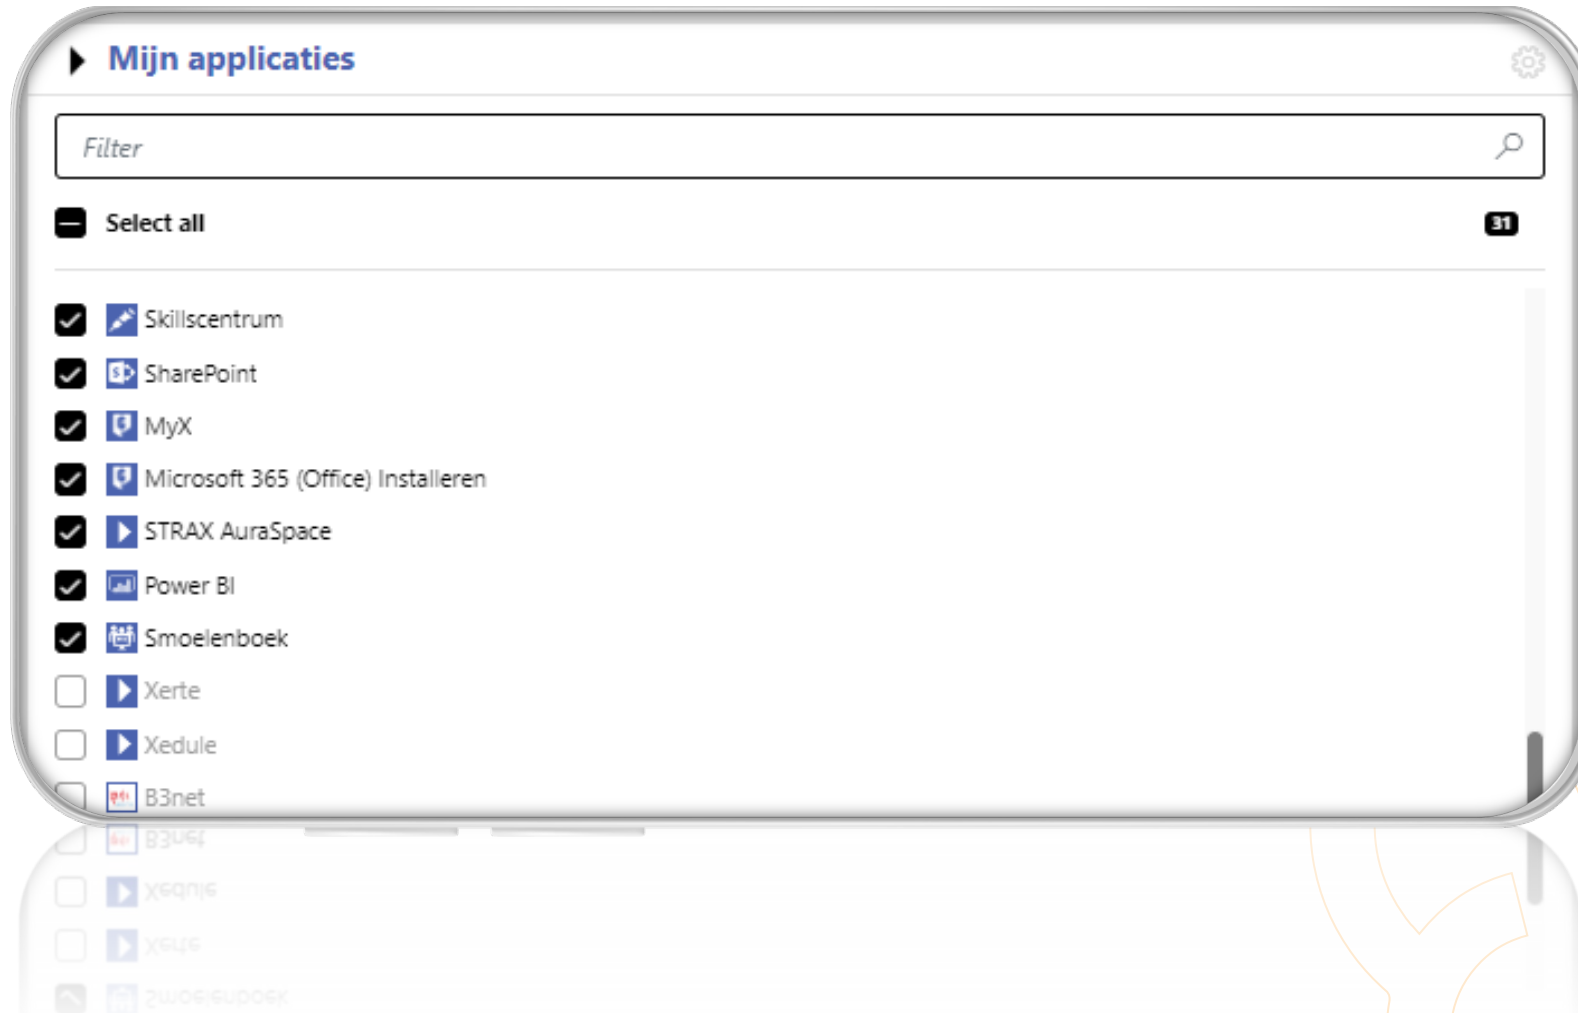 Mijn applicaties
Filter
Select all 31
Skillscentrum
SharePoint
MyX
Microsoft 365 (Office) Installeren
STRAX AuraSpace
Power BI
Smoelenboek
Xerte
Xedule
B3net